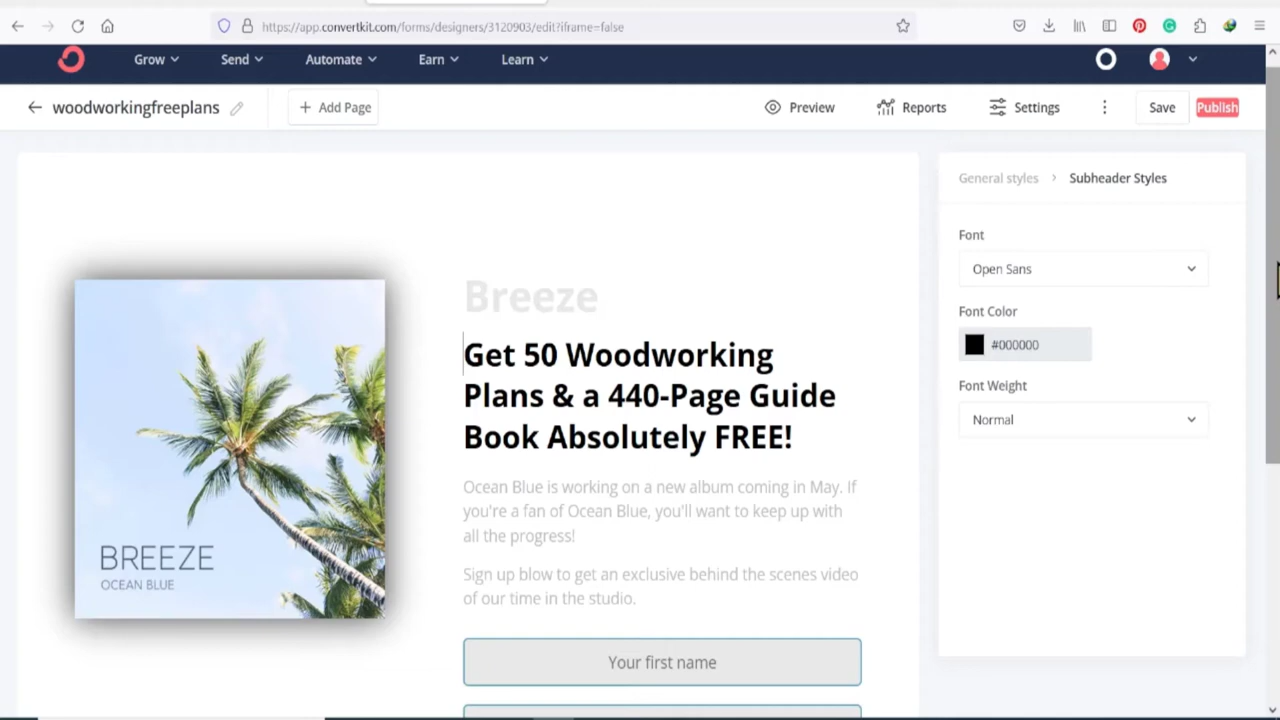 https://app.convertkit.com/forms/designers/3120903/edit?iframe=false
Grow Send Automate Earn Learn
woodworkingfreeplans + Add Page Preview Reports Settings Save Publish
General styles > Subheader Styles
Font
Open Sans
Font Color
#000000
Font Weight
Normal
Breeze
Get 50 Woodworking
Plans & a 440-Page Guide
Book Absolutely FREE!
Ocean Blue is working on a new album coming in May. If
you're a fan of Ocean Blue, you'll want to keep up with
all the progress!
Sign up blow to get an exclusive behind the scenes video
of our time in the studio.
Your first name
BREEZE
OCEAN BLUE